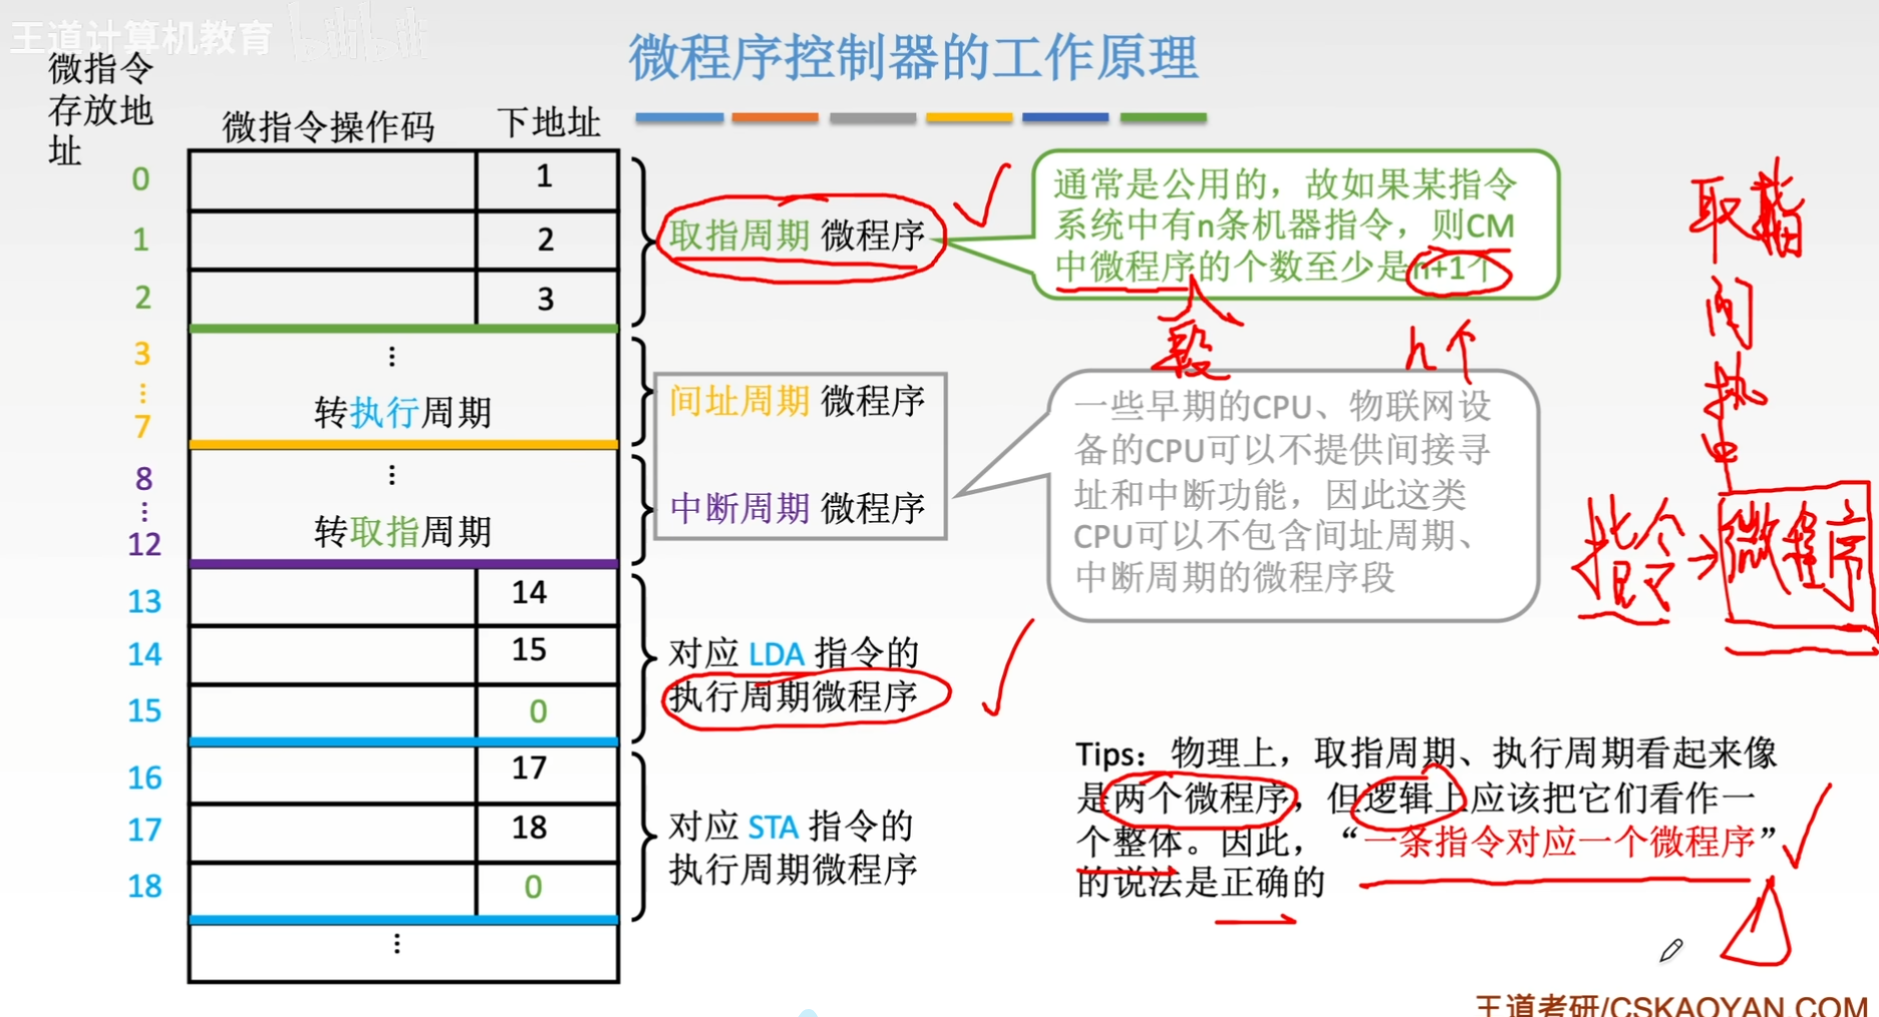 王道计算机教育 bilibili
微程序控制器的工作原理
微指令
存放地
址
微指令操作码 下地址
0 1
1 2
2 3
取指周期 微程序
通常是公用的，故如果某指令
系统中有n条机器指令，则CM
中微程序的个数至少是n+1个
段
n个
取指
间
执
中
指令→微程序
3
⋮
7
⋮
转执行周期
间址周期 微程序
8
⋮
12
⋮
转取指周期
中断周期 微程序
一些早期的CPU、物联网设
备的CPU可以不提供间接寻
址和中断功能，因此这类
CPU可以不包含间址周期、
中断周期的微程序段
13 14
14 15
15 0
对应 LDA 指令的
执行周期微程序
16 17
17 18
18 0
⋮
对应 STA 指令的
执行周期微程序
Tips：物理上，取指周期、执行周期看起来像
是两个微程序，但逻辑上应该把它们看作一
个整体。因此，“一条指令对应一个微程序”
的说法是正确的
王道考研/CSKAOYAN.COM